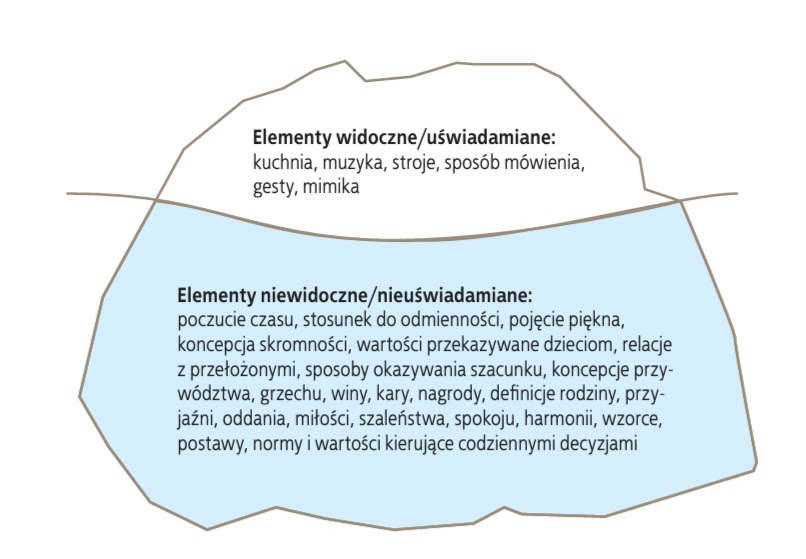 Elementy widoczne/uświadamiane:
kuchnia, muzyka, stroje, sposób mówienia,
gesty, mimika
Elementy niewidoczne/nieuświadamiane:
poczucie czasu, stosunek do odmienności, pojęcie piękna,
koncepcja skromności, wartości przekazywane dzieciom, relacje
z przełożonymi, sposoby okazywania szacunku, koncepcje przy-
wództwa, grzechu, winy, kary, nagrody, definicje rodziny, przy-
jaźni, oddania, miłości, szaleństwa, spokoju, harmonii, wzorce,
postawy, normy i wartości kierujące codziennymi decyzjami